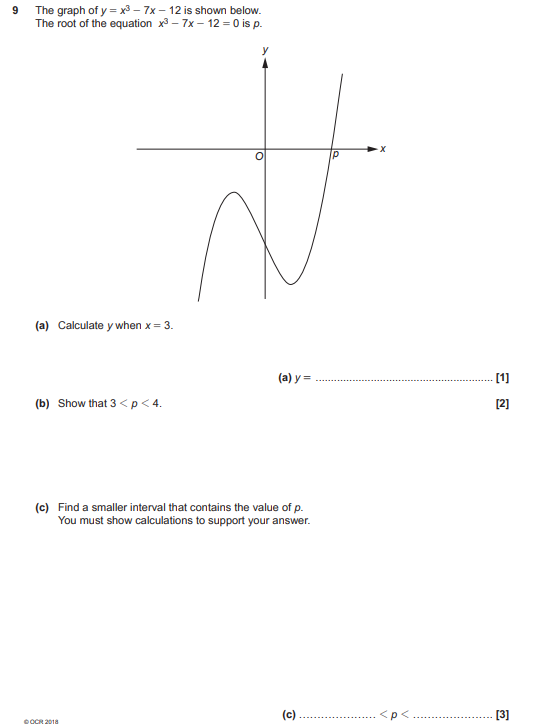 9 The graph of y = x³ – 7x – 12 is shown below.
The root of the equation x³ – 7x – 12 = 0 is p.
y
x
O
p
(a) Calculate y when x = 3.
(a) y = ............................................................ [1]
(b) Show that 3 < p < 4. [2]
(c) Find a smaller interval that contains the value of p.
You must show calculations to support your answer.
(c) ...................... < p < ...................... [3]
© OCR 2018